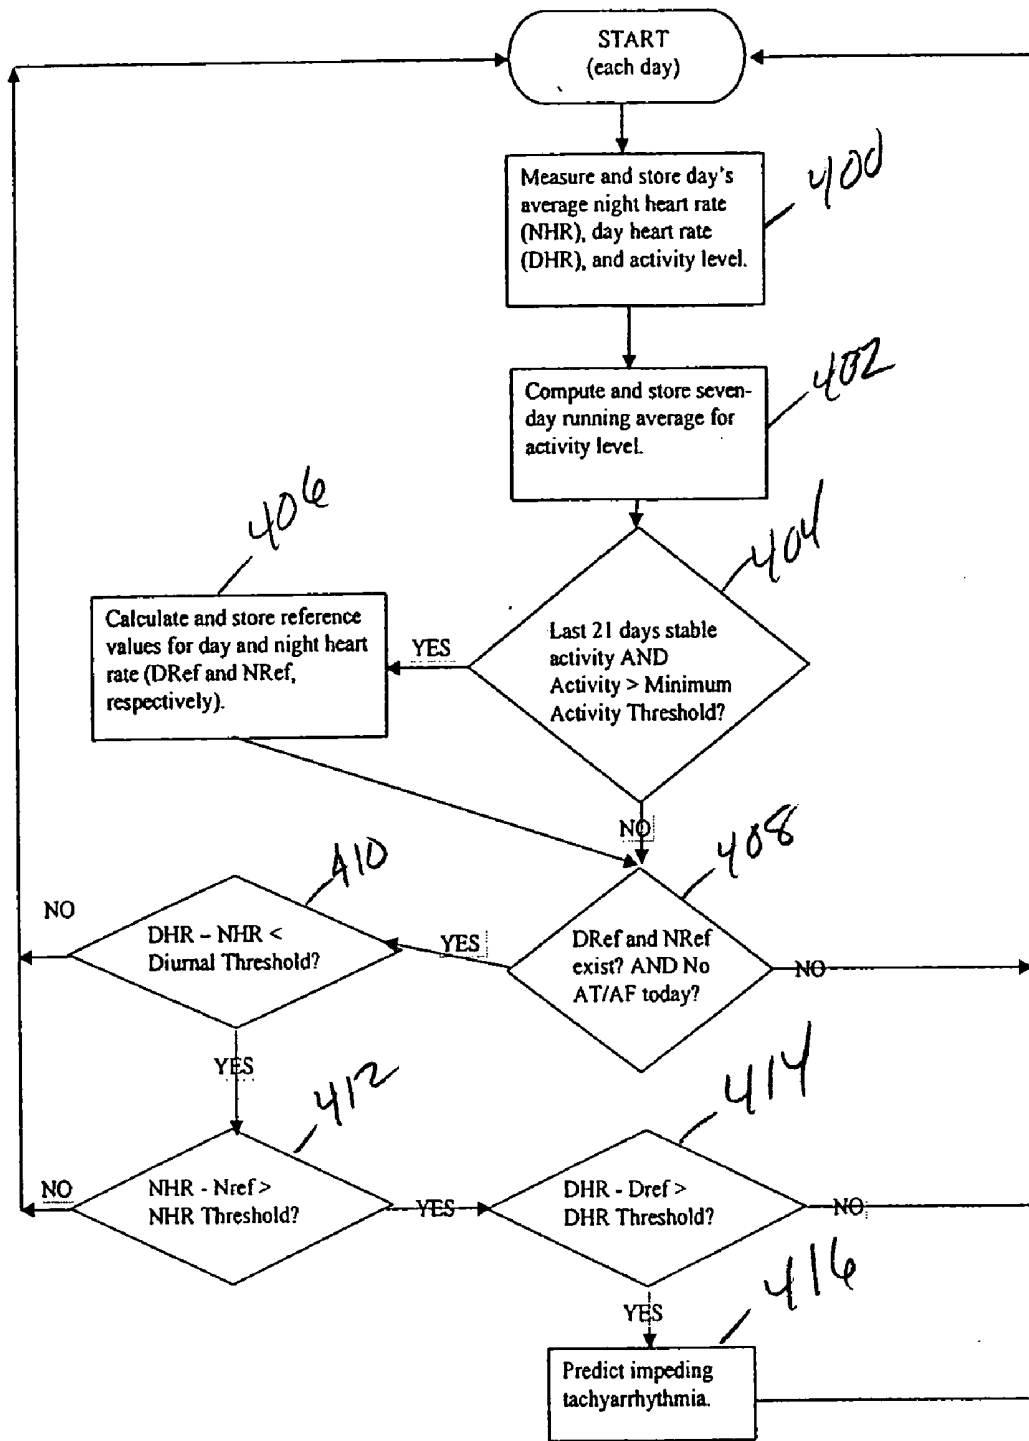 START
(each day)
400
Measure and store day's
average night heart rate
(NHR), day heart rate
(DHR), and activity level.
402
Compute and store seven-
day running average for
activity level.
404
Last 21 days stable
activity AND
Activity > Minimum
Activity Threshold?
YES
406
Calculate and store reference
values for day and night heart
rate (DRef and NRef,
respectively).
NO
408
DRef and NRef
exist? AND No
AT/AF today?
NO
YES
410
DHR – NHR <
Diurnal Threshold?
NO
YES
412
NHR - Nref >
NHR Threshold?
NO
YES
414
DHR - Dref >
DHR Threshold?
NO
YES
416
Predict impeding
tachyarrhythmia.